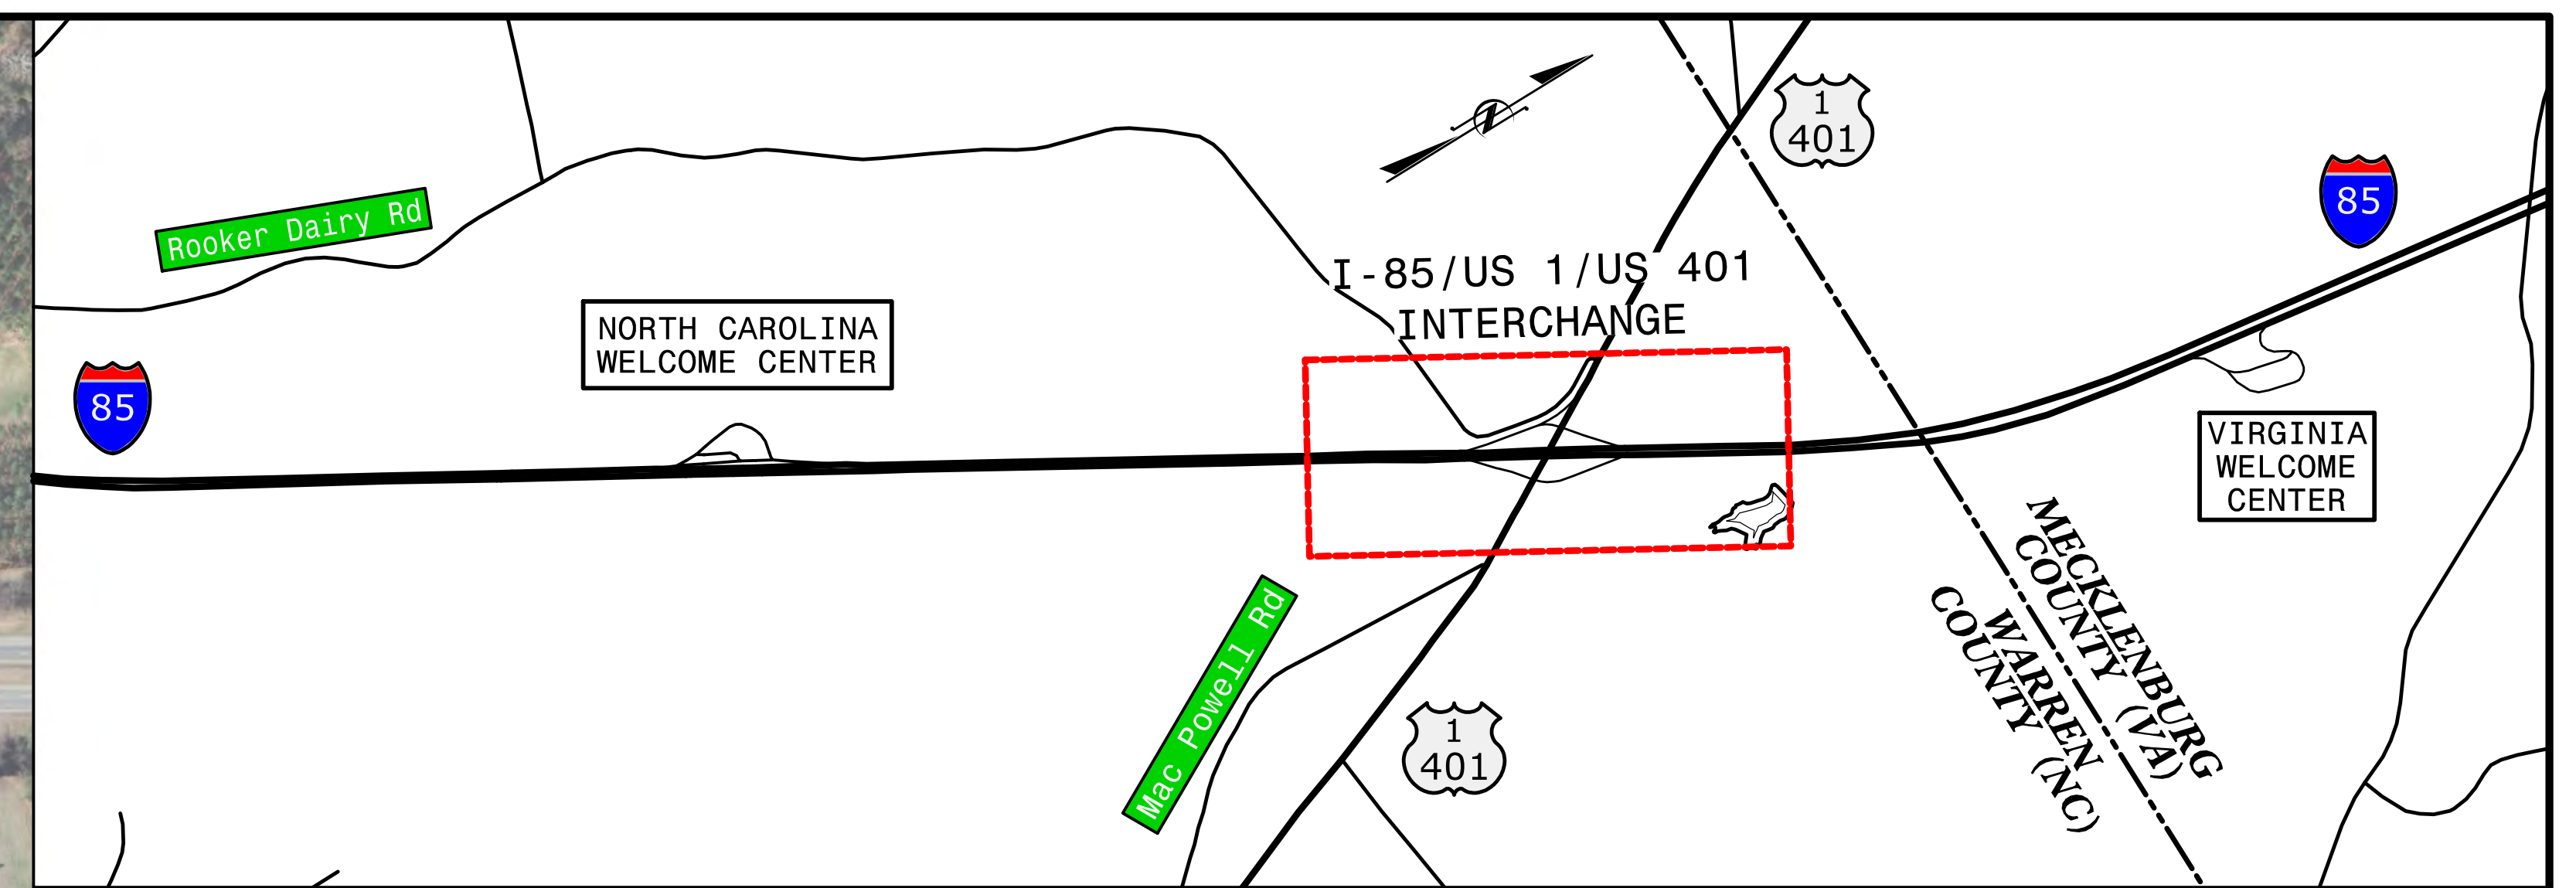 1
401
85
Rooker Dairy Rd
I-85/US 1/US 401
INTERCHANGE
NORTH CAROLINA
WELCOME CENTER
85
VIRGINIA
WELCOME
CENTER
MECKLENBURG
COUNTY (VA)
WARREN
COUNTY (NC)
Mac Powell Rd
1
401